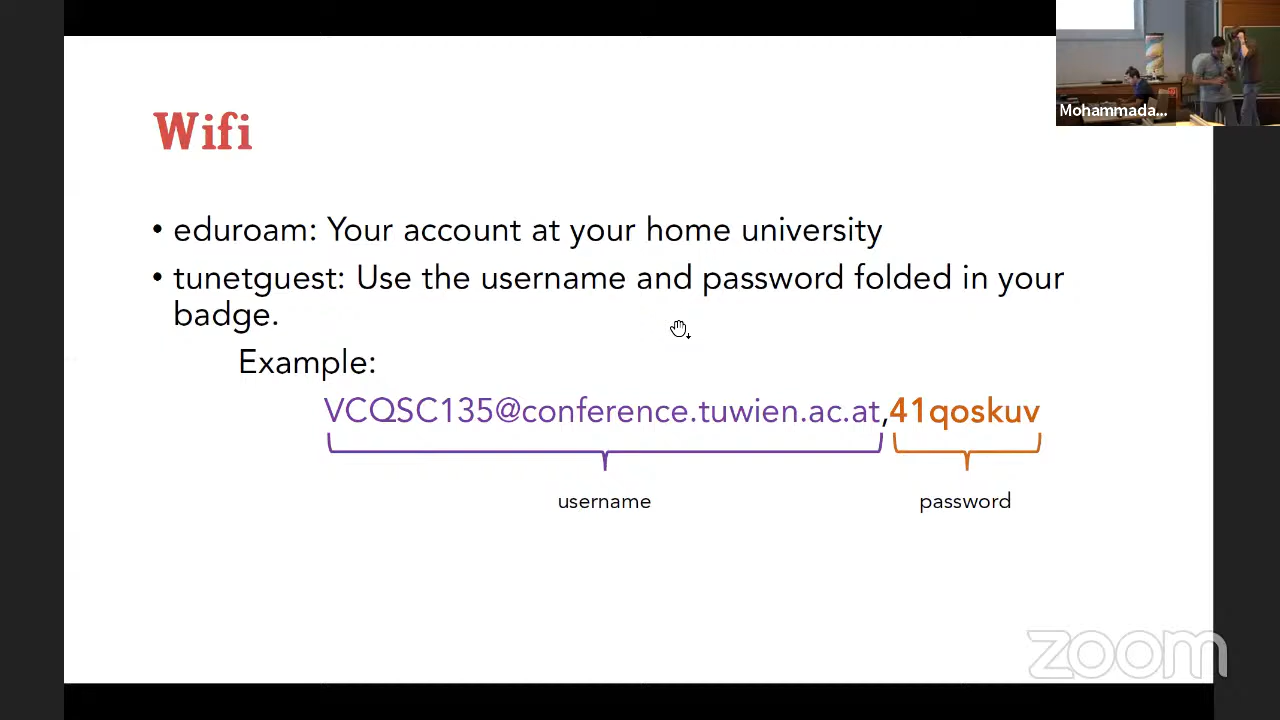 Mohammada...
Wifi
• eduroam: Your account at your home university
• tunetguest: Use the username and password folded in your
badge.
Example:
VCQSC135@conference.tuwien.ac.at,41qoskuv
username
password
zoom